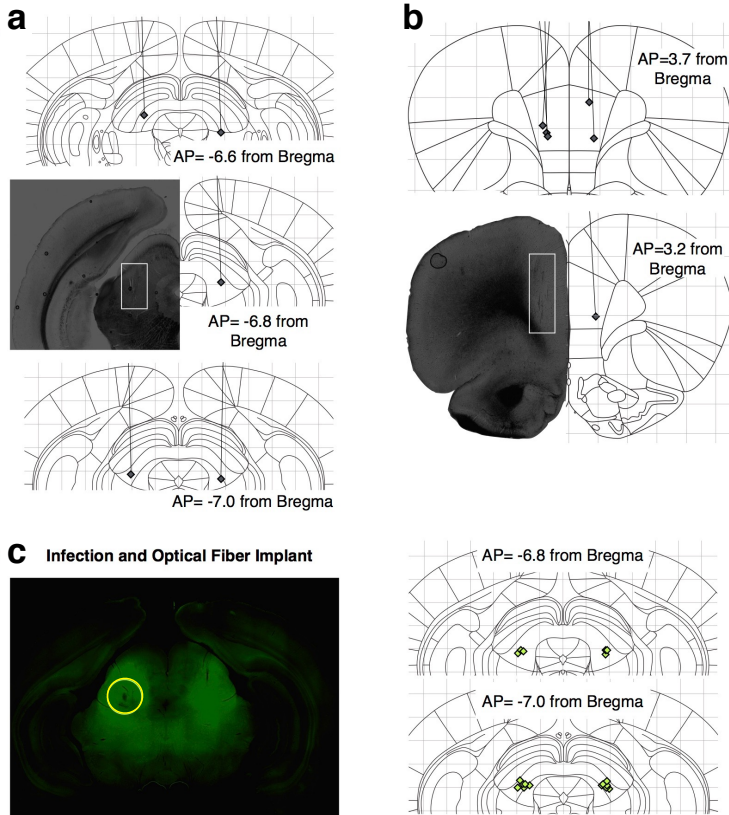 a
AP= -6.6 from Bregma
AP= -6.8 from
Bregma
AP= -7.0 from Bregma
b
AP=3.7 from
Bregma
AP=3.2 from
Bregma
c
Infection and Optical Fiber Implant
AP= -6.8 from Bregma
AP= -7.0 from Bregma